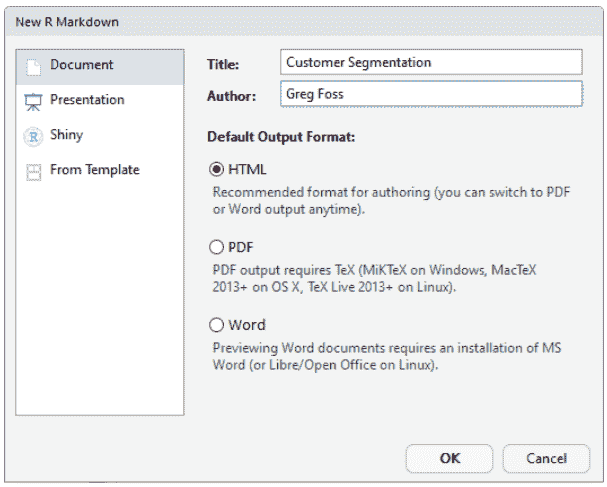 New R Markdown
Document
Presentation
R Shiny
From Template
Title: Customer Segmentation
Author: Greg Foss
Default Output Format:
HTML
Recommended format for authoring (you can switch to PDF
or Word output anytime).
PDF
PDF output requires TeX (MiKTeX on Windows, MacTeX
2013+ on OS X, TeX Live 2013+ on Linux).
Word
Previewing Word documents requires an installation of MS
Word (or Libre/Open Office on Linux).
OK Cancel